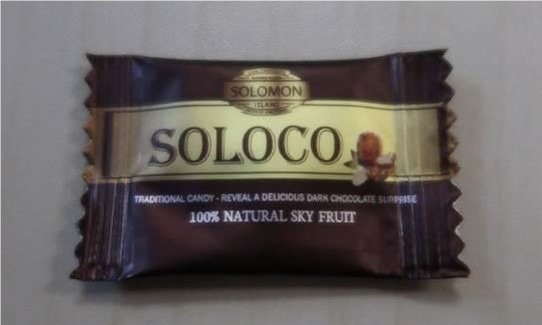 SOLOMON
ISLAND
SOLOCO
TRADITIONAL CANDY - REVEAL A DELICIOUS DARK CHOCOLATE SURPRISE
100% NATURAL SKY FRUIT